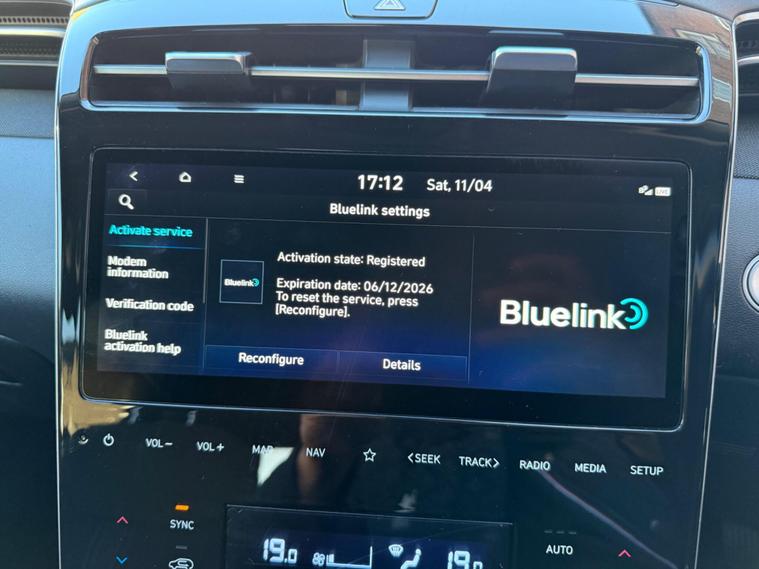 17:12 Sat, 11/04
LIVE
Bluelink settings
Activate service
Modem
information
Verification code
Bluelink
activation help
Bluelink
Activation state: Registered
Expiration date: 06/12/2026
To reset the service, press
[Reconfigure].
Reconfigure
Details
Bluelink
VOL−
VOL+
MAP
NAV
<SEEK
TRACK>
RADIO
MEDIA
SETUP
SYNC
19.0
19.0
AUTO